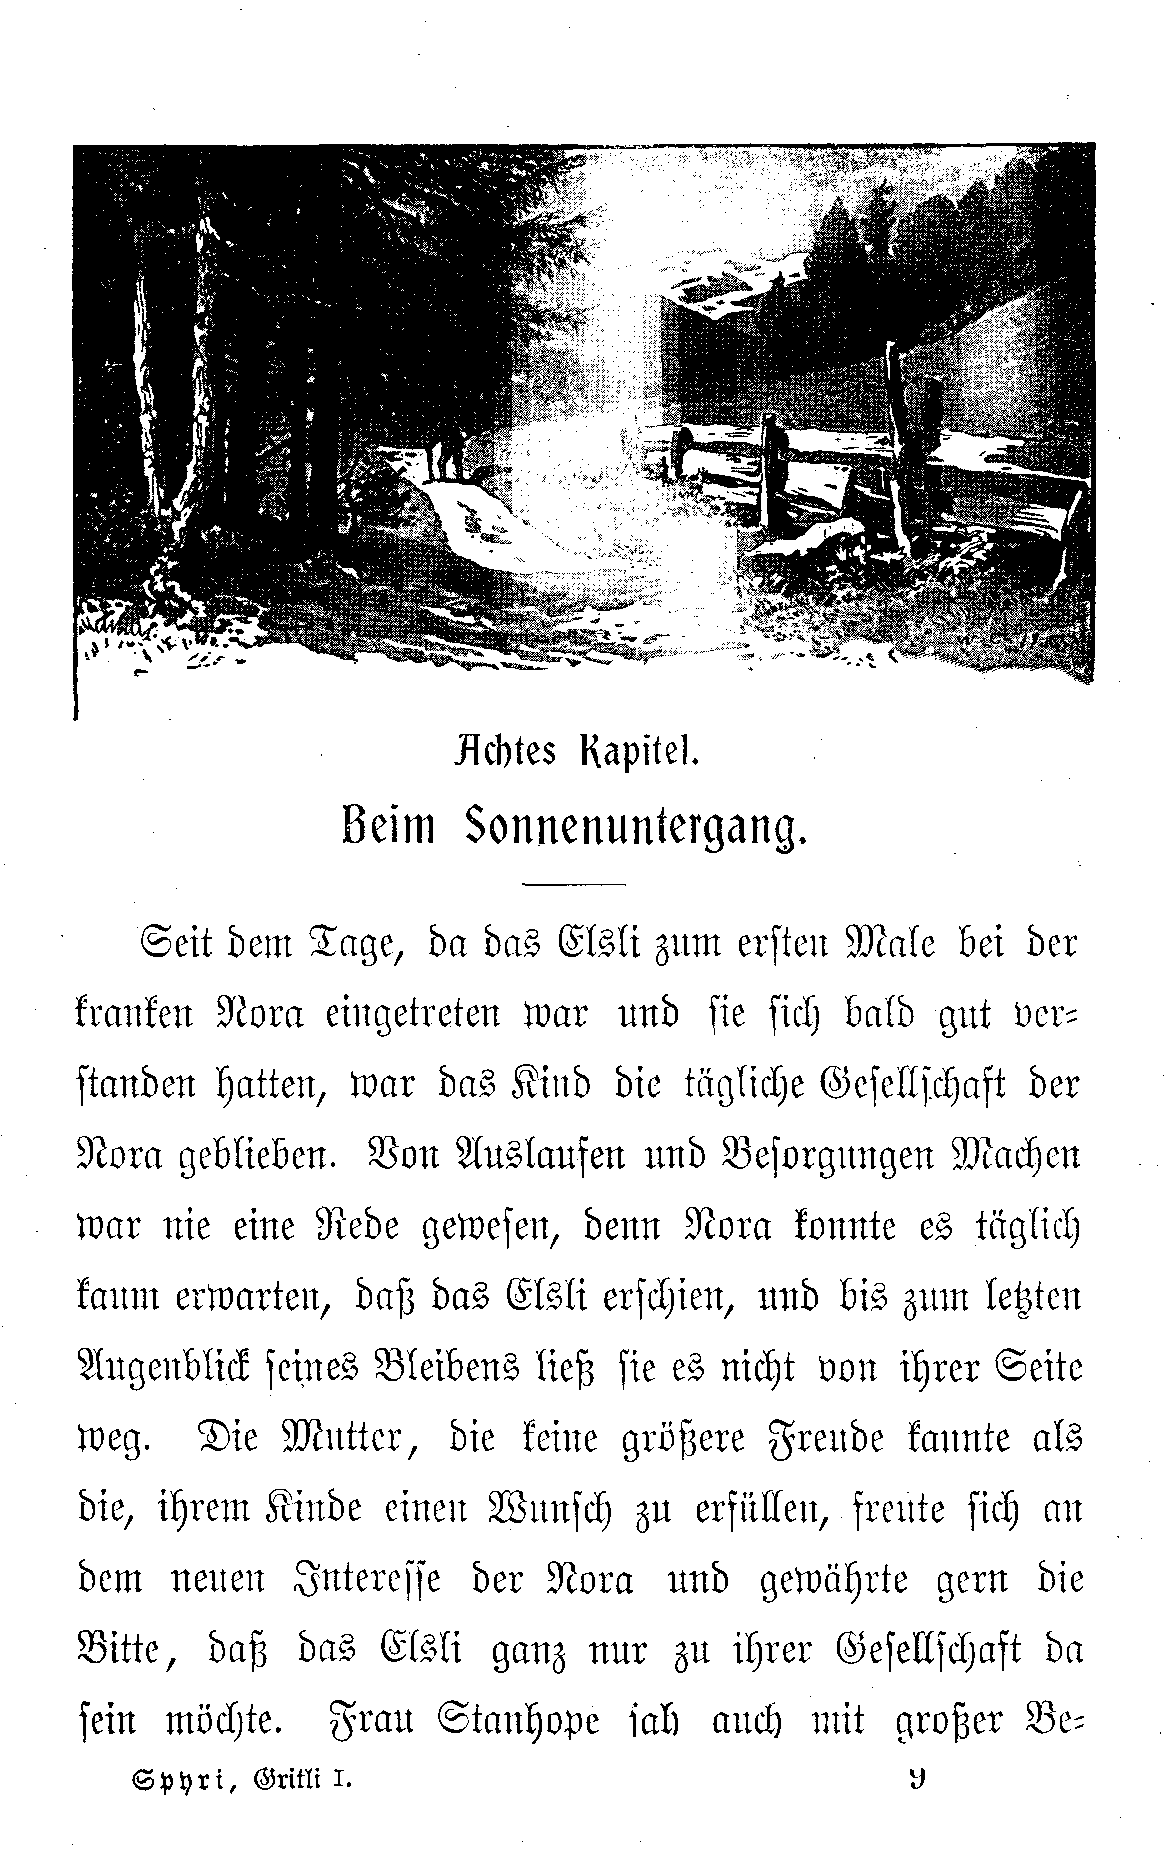 Achtes Kapitel.
Beim Sonnenuntergang.
Seit dem Tage, da das Elsli zum ersten Male bei der
kranken Nora eingetreten war und sie sich bald gut ver-
standen hatten, war das Kind die tägliche Gesellschaft der
Nora geblieben. Von Auslaufen und Besorgungen Machen
war nie eine Rede gewesen, denn Nora konnte es täglich
kaum erwarten, daß das Elsli erschien, und bis zum letzten
Augenblick seines Bleibens ließ sie es nicht von ihrer Seite
weg. Die Mutter, die keine größere Freude kannte als
die, ihrem Kinde einen Wunsch zu erfüllen, freute sich an
dem neuen Interesse der Nora und gewährte gern die
Bitte, daß das Elsli ganz nur zu ihrer Gesellschaft da
sein möchte. Frau Stanhope sah auch mit großer Be-
Spyri, Gritli I. 9